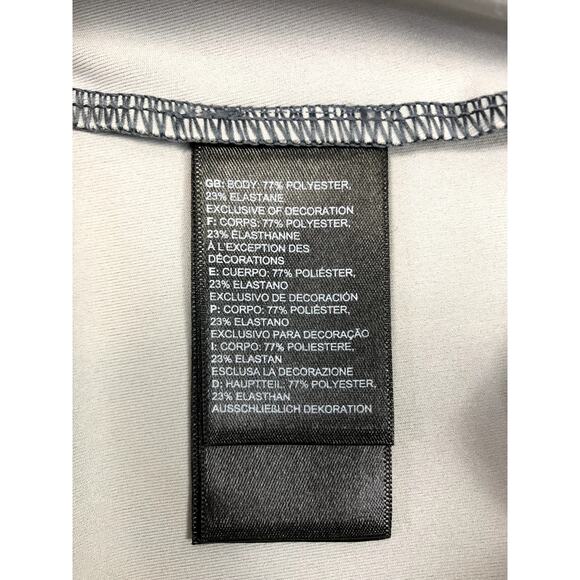 GB: BODY: 77% POLYESTER,
23% ELASTANE
EXCLUSIVE OF DECORATION
F: CORPS: 77% POLYESTER,
23% ÉLASTHANNE
À L'EXCEPTION DES
DÉCORATIONS
E: CUERPO: 77% POLIÉSTER,
23% ELASTANO
EXCLUSIVO DE DECORACIÓN
P: CORPO: 77% POLIÉSTER,
23% ELASTANO
EXCLUSIVO PARA DECORAÇÃO
I: CORPO: 77% POLIESTERE,
23% ELASTAN
ESCLUSA LA DECORAZIONE
D: HAUPTTEIL: 77% POLYESTER,
23% ELASTHAN
AUSSCHLIEßLICH DEKORATION